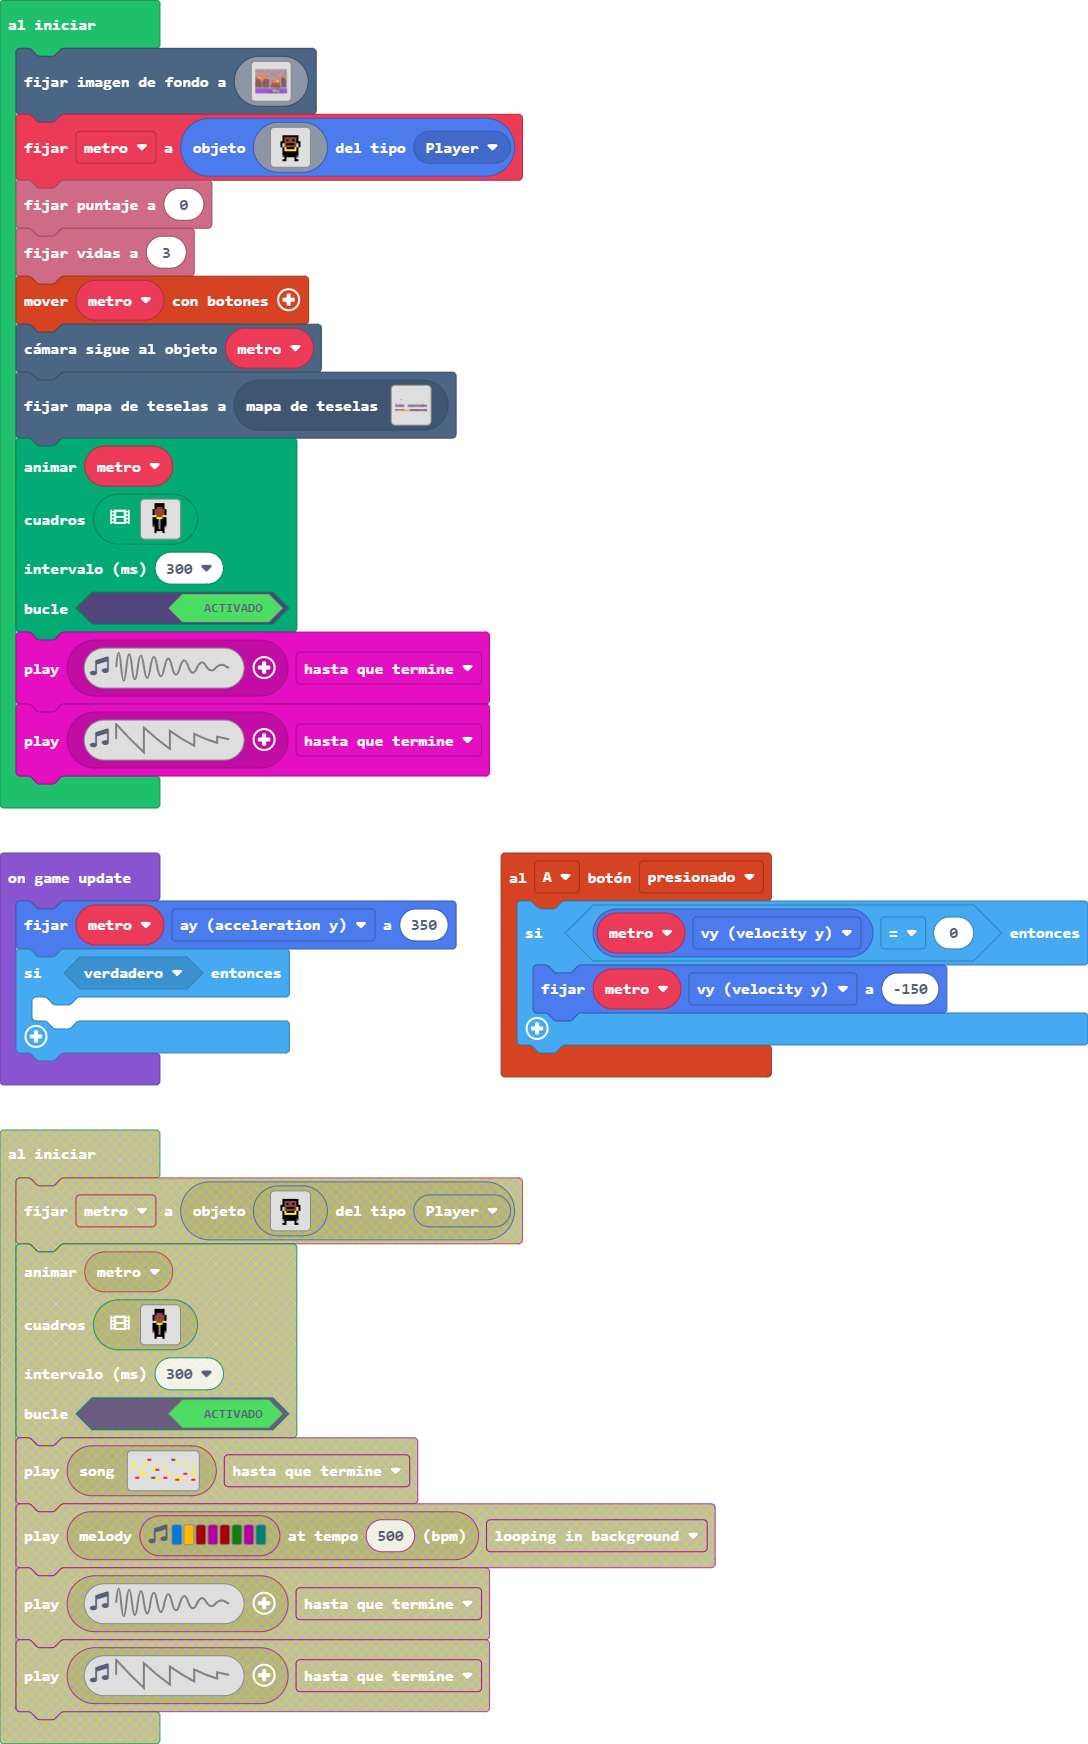 al iniciar
fijar imagen de fondo a
fijar metro a objeto del tipo Player
fijar puntaje a 0
fijar vidas a 3
mover metro con botones
cámara sigue al objeto metro
fijar mapa de teselas a mapa de teselas
animar metro
cuadros
intervalo (ms) 300
bucle ACTIVADO
play hasta que termine
play hasta que termine
on game update
fijar metro ay (acceleration y) a 350
si verdadero entonces
al A botón presionado
si metro vy (velocity y) = 0 entonces
fijar metro vy (velocity y) a -150
al iniciar
fijar metro a objeto del tipo Player
animar metro
cuadros
intervalo (ms) 300
bucle ACTIVADO
play song hasta que termine
play melody at tempo 500 (bpm) looping in background
play hasta que termine
play hasta que termine